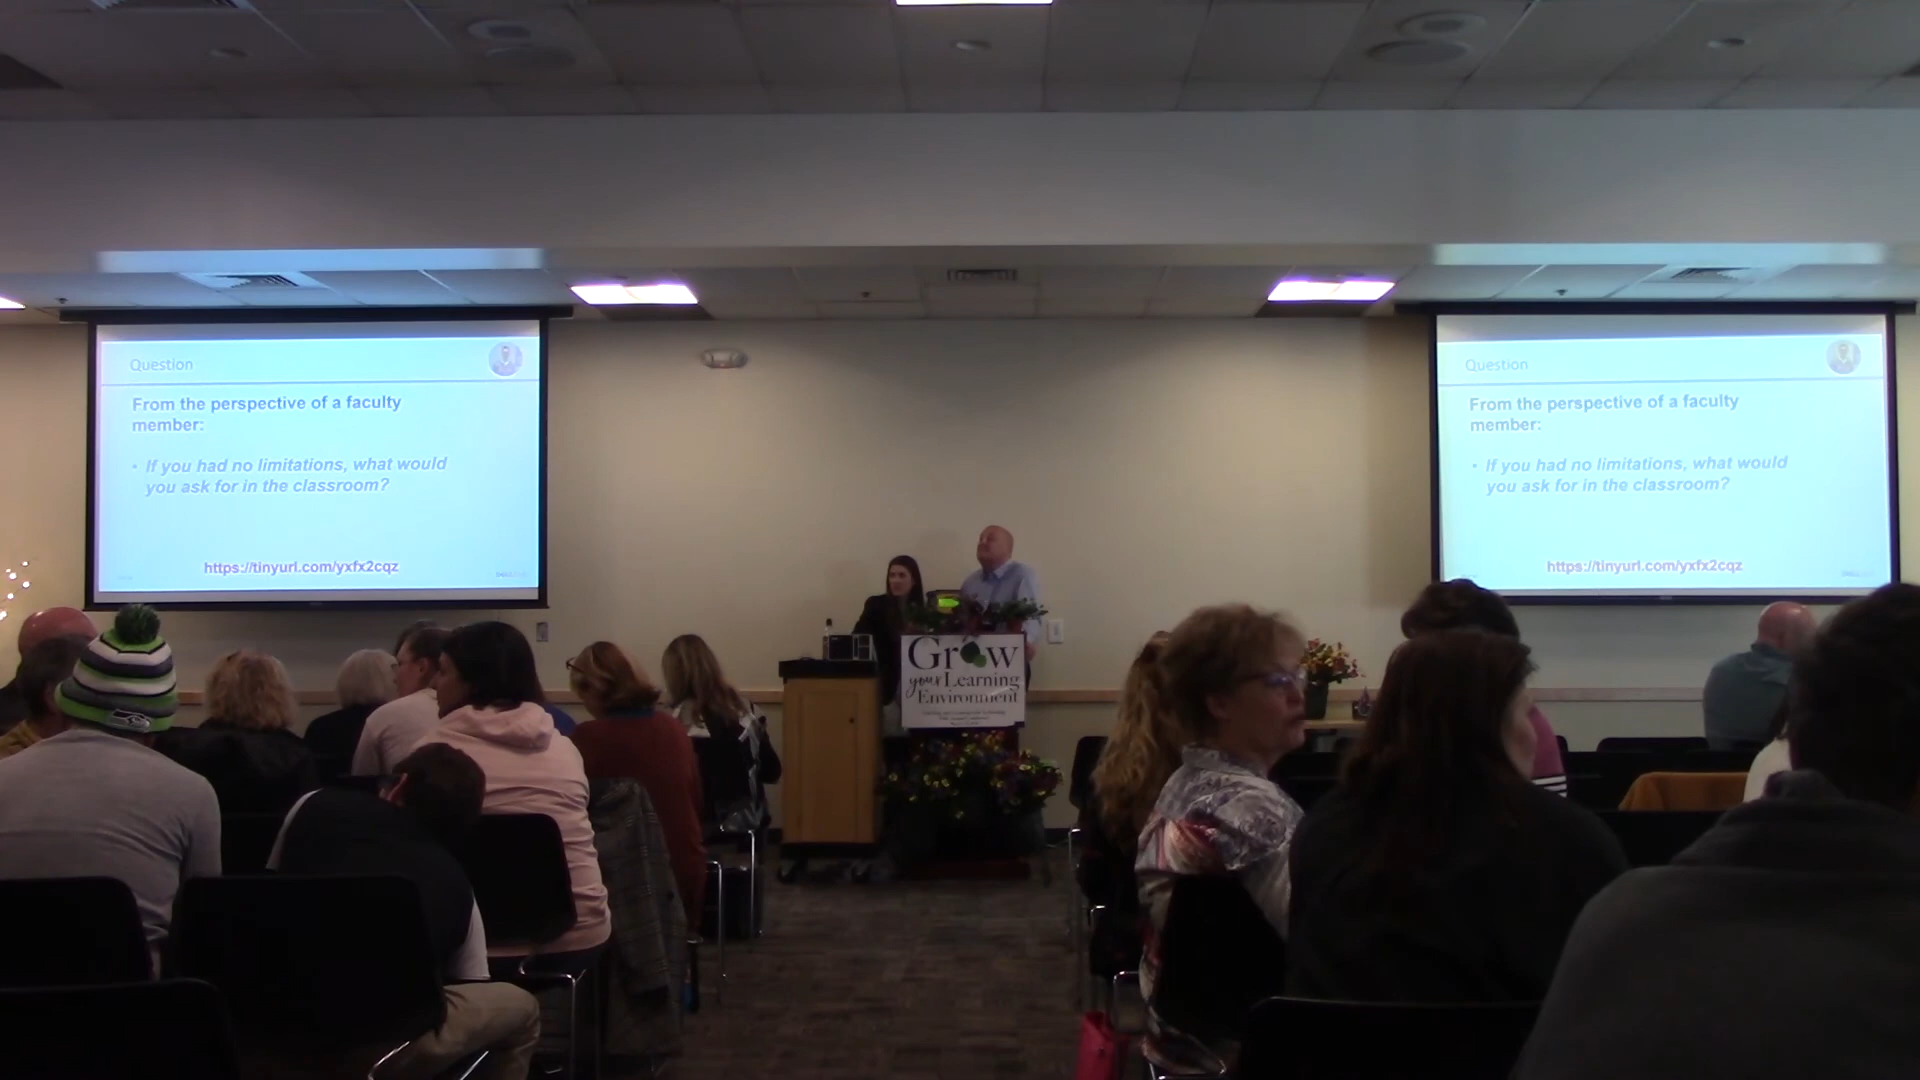 Question
From the perspective of a faculty
member:
• If you had no limitations, what would
you ask for in the classroom?
https://tinyurl.com/yxfx2cqz
Grow
your Learning
Environment
Question
From the perspective of a faculty
member:
• If you had no limitations, what would
you ask for in the classroom?
https://tinyurl.com/yxfx2cqz